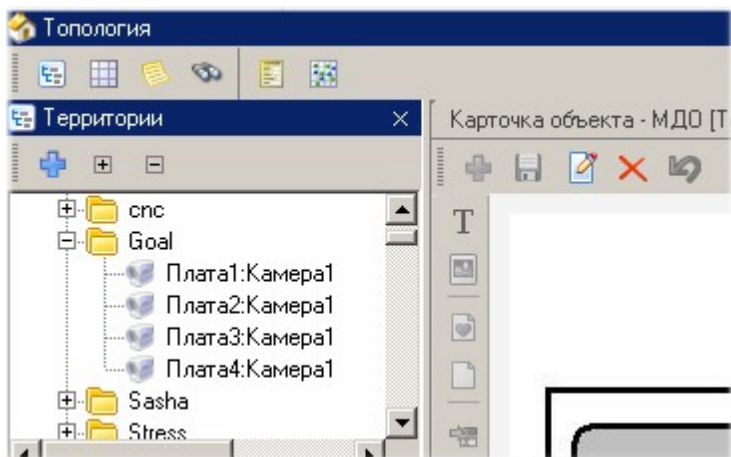 Топология
Территории
Карточка объекта - МДО [Т
cnc
Goal
Плата1:Камера1
Плата2:Камера1
Плата3:Камера1
Плата4:Камера1
Sasha
Stress
T